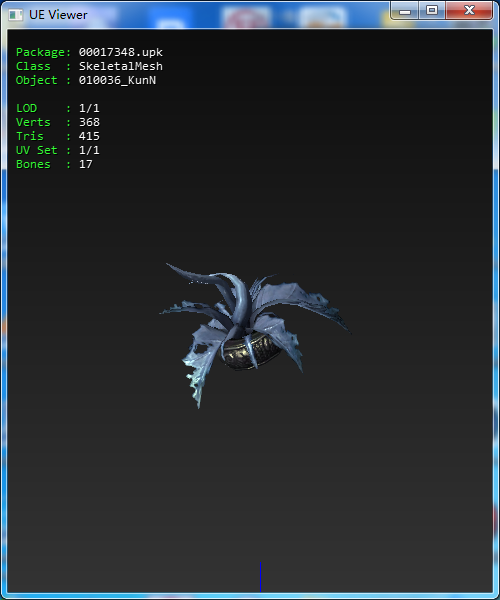 UE Viewer
Package: 00017348.upk
Class : SkeletalMesh
Object : 010036_KunN
LOD : 1/1
Verts : 368
Tris : 415
UV Set : 1/1
Bones : 17